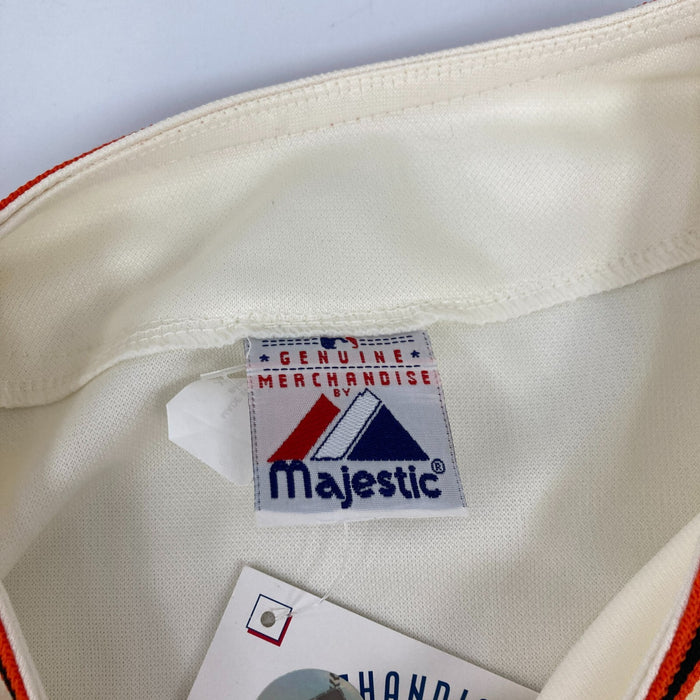 * GENUINE *
MERCHANDISE
BY
Majestic®